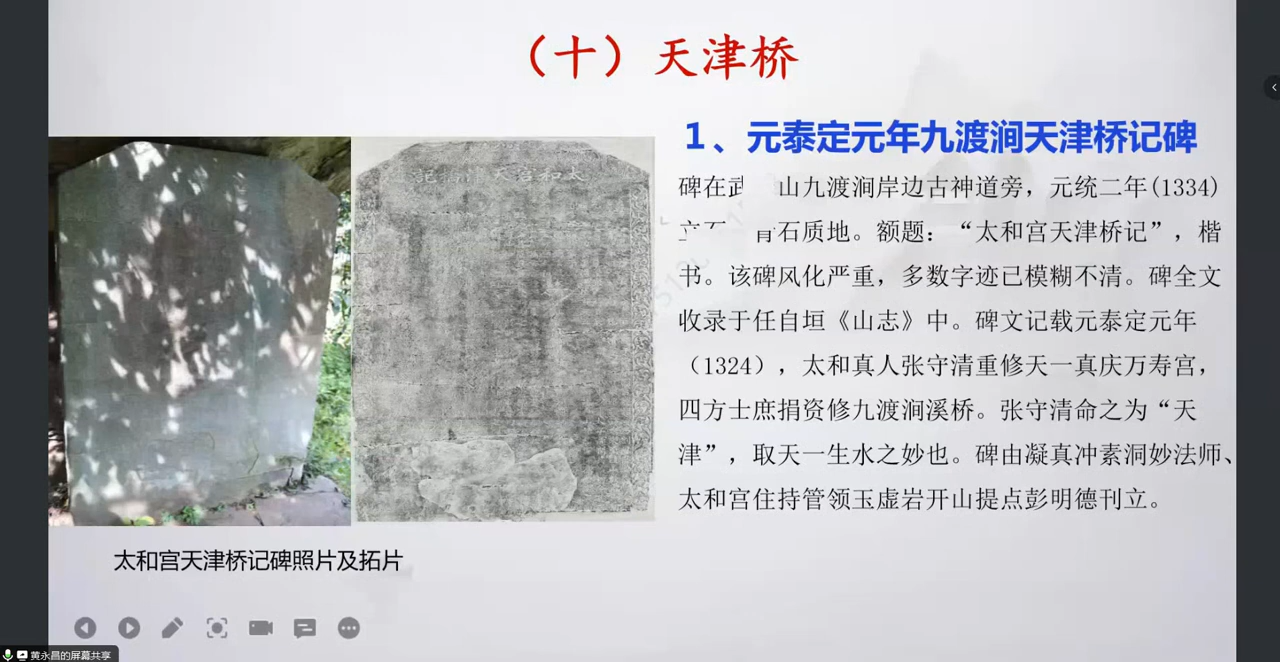 （十）天津桥
1、元泰定元年九渡涧天津桥记碑
碑在武 山九渡涧岸边古神道旁，元统二年(1334)
石质地。额题：“太和宫天津桥记”，楷
书。该碑风化严重，多数字迹已模糊不清。碑全文
收录于任自垣《山志》中。碑文记载元泰定元年
（1324），太和真人张守清重修天一真庆万寿宫，
四方士庶捐资修九渡涧溪桥。张守清命之为“天
津”，取天一生水之妙也。碑由凝真冲素洞妙法师、
太和宫住持管领玉虚岩开山提点彭明德刊立。
太和宫天津桥记碑照片及拓片
黄永昌的屏幕共享